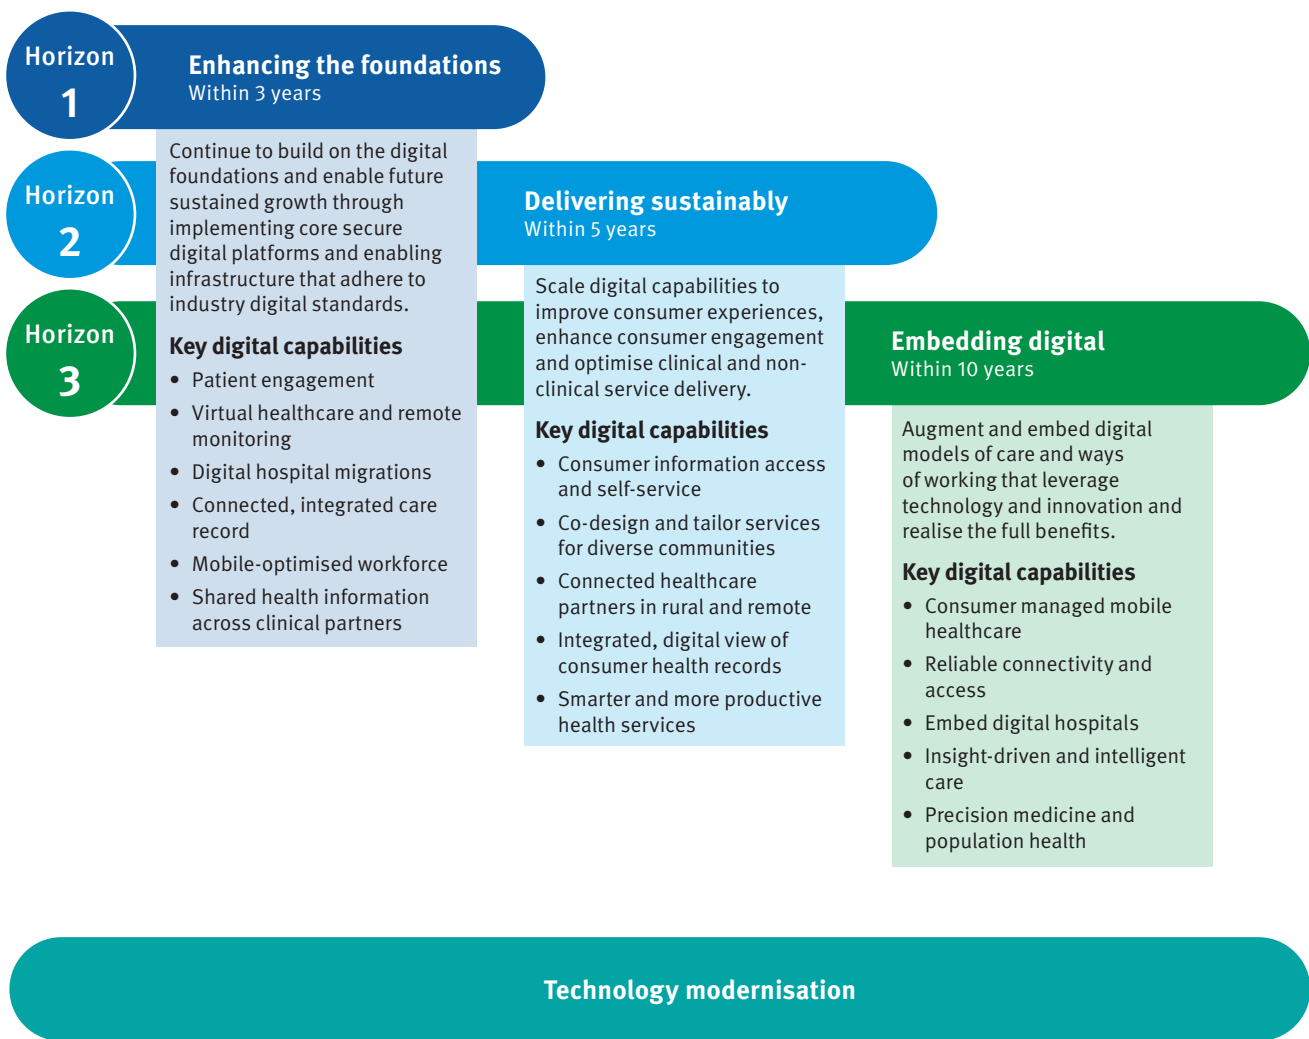 Horizon
1
Enhancing the foundations
Within 3 years
Continue to build on the digital
foundations and enable future
sustained growth through
implementing core secure
digital platforms and enabling
infrastructure that adhere to
industry digital standards.
Key digital capabilities
• Patient engagement
• Virtual healthcare and remote
monitoring
• Digital hospital migrations
• Connected, integrated care
record
• Mobile-optimised workforce
• Shared health information
across clinical partners
Horizon
2
Delivering sustainably
Within 5 years
Scale digital capabilities to
improve consumer experiences,
enhance consumer engagement
and optimise clinical and non-
clinical service delivery.
Key digital capabilities
• Consumer information access
and self-service
• Co-design and tailor services
for diverse communities
• Connected healthcare
partners in rural and remote
• Integrated, digital view of
consumer health records
• Smarter and more productive
health services
Horizon
3
Embedding digital
Within 10 years
Augment and embed digital
models of care and ways
of working that leverage
technology and innovation and
realise the full benefits.
Key digital capabilities
• Consumer managed mobile
healthcare
• Reliable connectivity and
access
• Embed digital hospitals
• Insight-driven and intelligent
care
• Precision medicine and
population health
Technology modernisation